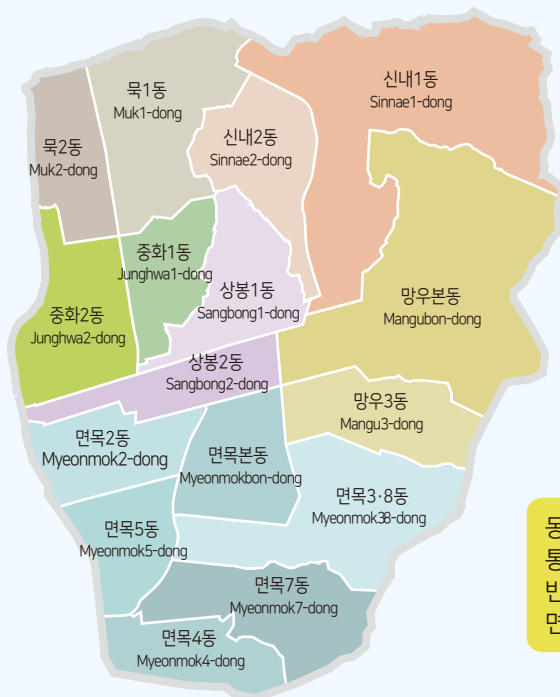 신내1동
Sinnae1-dong
묵1동
Muk1-dong
묵2동
Muk2-dong
신내2동
Sinnae2-dong
중화1동
Junghwa1-dong
상봉1동
Sangbong1-dong
망우본동
Mangubon-dong
중화2동
Junghwa2-dong
상봉2동
Sangbong2-dong
망우3동
Mangu3-dong
면목2동
Myeonmok2-dong
면목본동
Myeonmokbon-dong
면목3·8동
Myeonmok38-dong
면목5동
Myeonmok5-dong
면목7동
Myeonmok7-dong
면목4동
Myeonmok4-dong
동
통
반
면